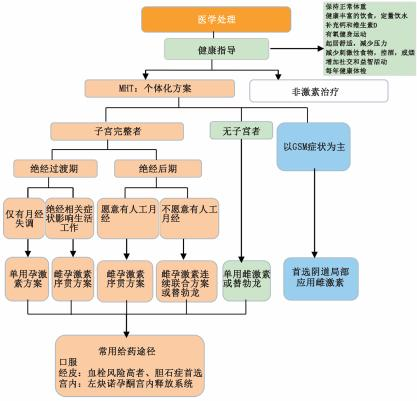 医学处理
保持正常体重
健康丰富的饮食，定量饮水
补充钙和维生素D
有氧健身运动
起居舒适，减少压力
减少刺激性食物，控酒，戒烟
增加社交和益智活动
每年健康体检
健康指导
MHT：个体化方案
非激素治疗
子宫完整者
无子宫者
以GSM症状为主
绝经过渡期
绝经后期
仅有月经
失调
绝经相关症
状影响生活
工作
愿意有人工月
经
不愿意有人工
月经
单用孕激
素方案
雌孕激素
序贯方案
雌孕激素
序贯方案
雌孕激素连
续联合方案
或替勃龙
单用雌激素
或替勃龙
首选阴道局部
应用雌激素
常用给药途径
口服
经皮：血栓风险高者、胆石症首选
宫内：左炔诺孕酮宫内释放系统